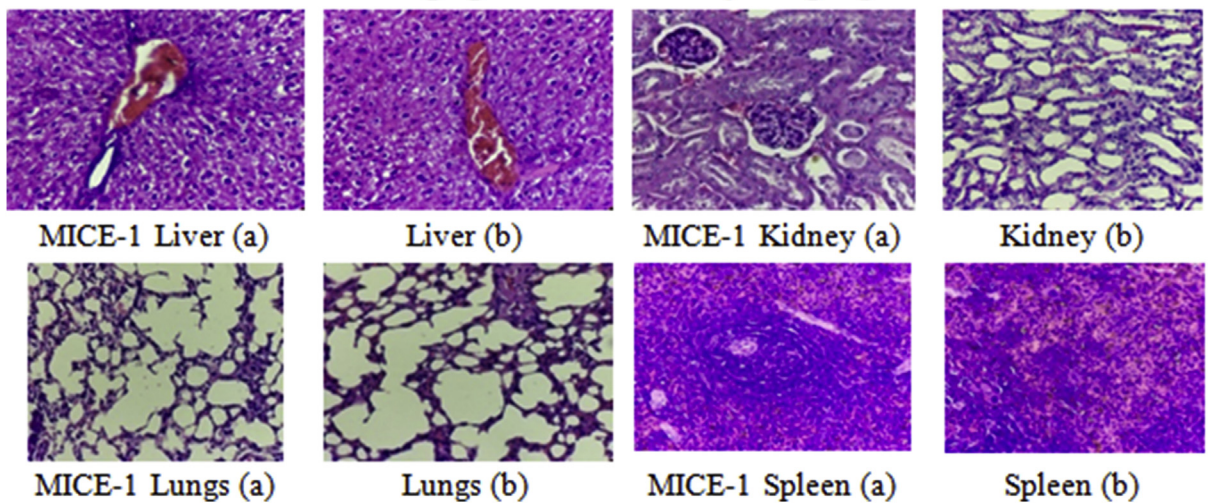 MICE-1 Liver (a) Liver (b) MICE-1 Kidney (a) Kidney (b)
MICE-1 Lungs (a) Lungs (b) MICE-1 Spleen (a) Spleen (b)